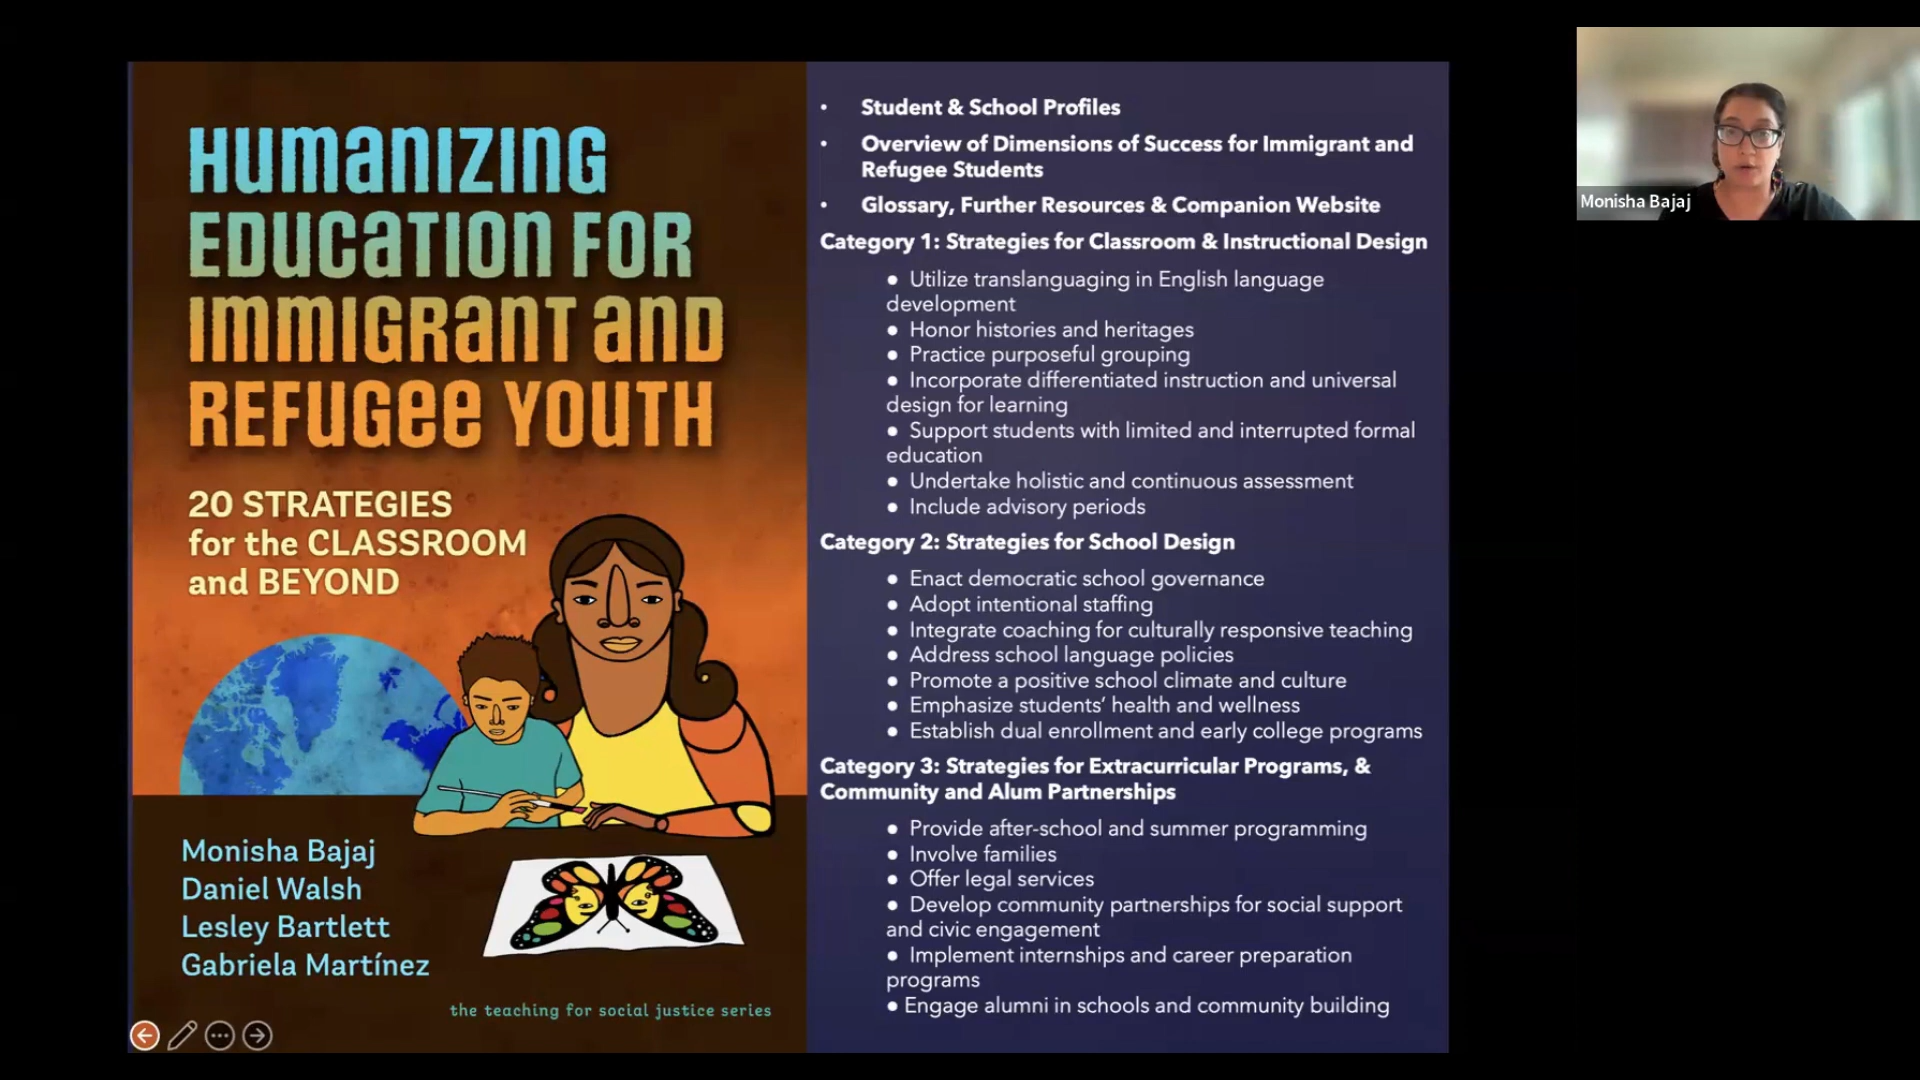 HUMANIZING
EDUCATION FOR
IMMIGRANT AND
REFUGEE YOUTH
20 STRATEGIES
for the CLASSROOM
and BEYOND
Monisha Bajaj
Daniel Walsh
Lesley Bartlett
Gabriela Martínez
the teaching for social justice series
• Student & School Profiles
• Overview of Dimensions of Success for Immigrant and
Refugee Students
• Glossary, Further Resources & Companion Website
Category 1: Strategies for Classroom & Instructional Design
● Utilize translanguaging in English language
development
● Honor histories and heritages
● Practice purposeful grouping
● Incorporate differentiated instruction and universal
design for learning
● Support students with limited and interrupted formal
education
● Undertake holistic and continuous assessment
● Include advisory periods
Category 2: Strategies for School Design
● Enact democratic school governance
● Adopt intentional staffing
● Integrate coaching for culturally responsive teaching
● Address school language policies
● Promote a positive school climate and culture
● Emphasize students’ health and wellness
● Establish dual enrollment and early college programs
Category 3: Strategies for Extracurricular Programs, &
Community and Alum Partnerships
● Provide after-school and summer programming
● Involve families
● Offer legal services
● Develop community partnerships for social support
and civic engagement
● Implement internships and career preparation
programs
● Engage alumni in schools and community building
Monisha Bajaj